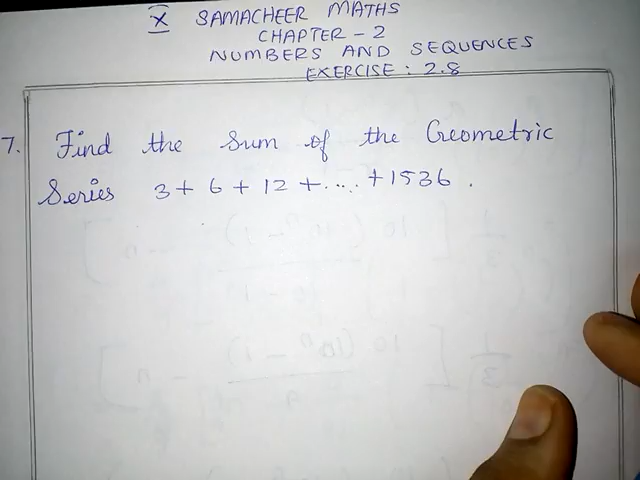 X SAMACHEER MATHS
CHAPTER - 2
NUMBERS AND SEQUENCES
EXERCISE : 2.8
7. Find the Sum of the Geometric
Series 3 + 6 + 12 + .... + 1536 .